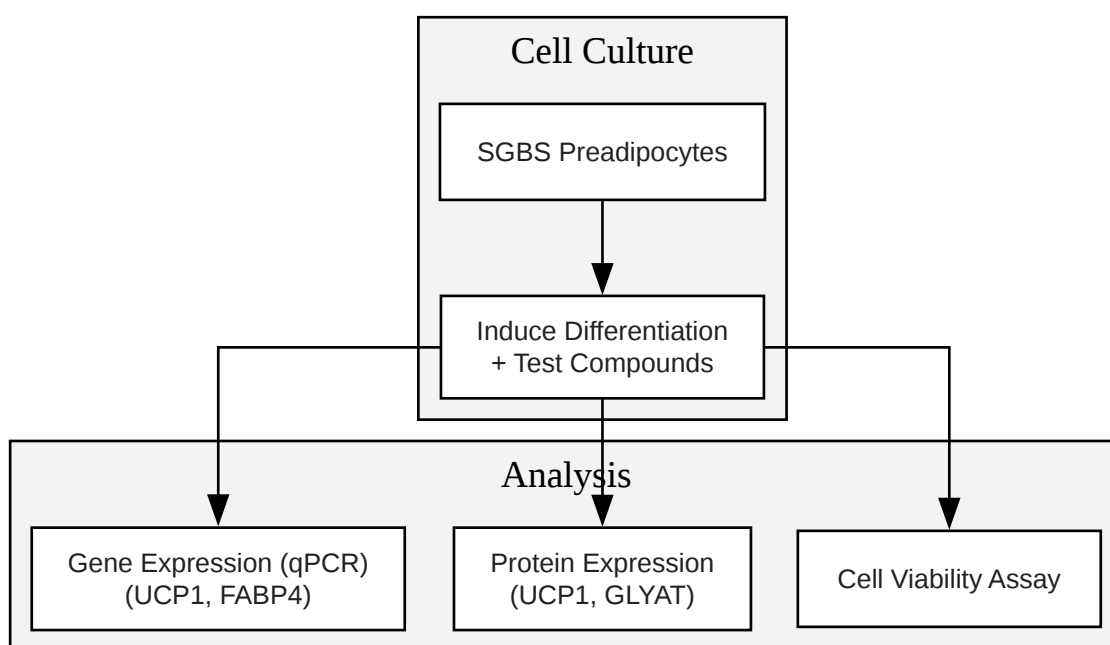 Cell Culture
SGBS Preadipocytes
Induce Differentiation
+ Test Compounds
Analysis
Gene Expression (qPCR)
(UCP1, FABP4)
Protein Expression
(UCP1, GLYAT)
Cell Viability Assay